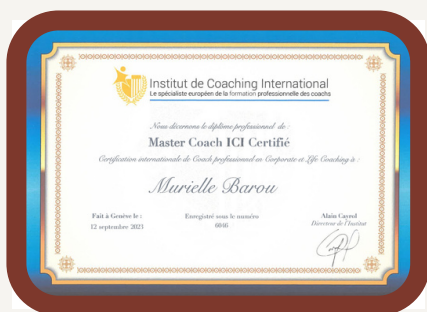 Institut de Coaching International
Le spécialiste européen de la formation professionnelle des coachs
Nous décernons le diplôme professionnel de :
Master Coach ICI Certifié
Certification internationale de Coach professionnel en Corporate et Life Coaching à :
Murielle Barou
Fait à Genève le :
12 septembre 2023
Enregistré sous le numéro
6046
Alain Cayrol
Directeur de l'Institut